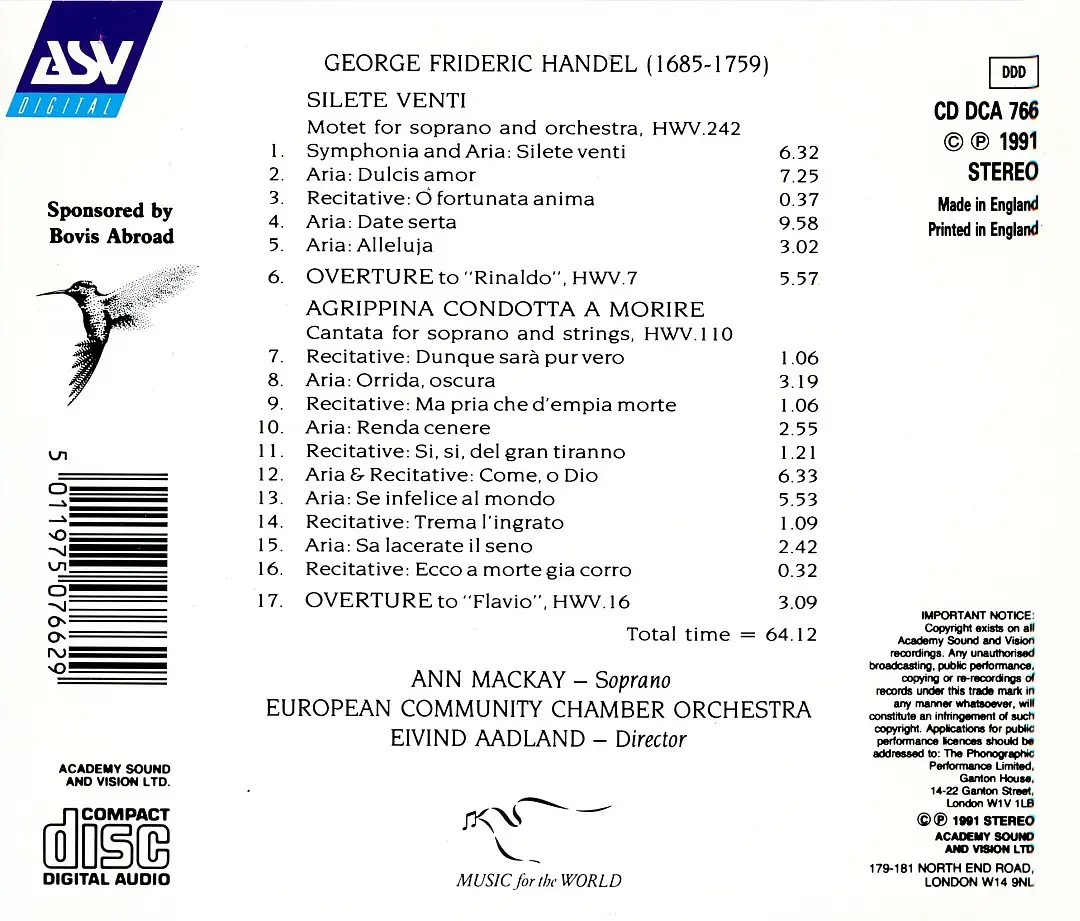 ASV
DIGITAL
Sponsored by
Bovis Abroad
5 011975 076629
ACADEMY SOUND
AND VISION LTD.
COMPACT
disc
DIGITAL AUDIO
GEORGE FRIDERIC HANDEL (1685-1759)
SILETE VENTI
Motet for soprano and orchestra, HWV.242
1. Symphonia and Aria: Silete venti 6.32
2. Aria: Dulcis amor 7.25
3. Recitative: O fortunata anima 0.37
4. Aria: Date serta 9.58
5. Aria: Alleluja 3.02
6. OVERTURE to "Rinaldo", HWV.7 5.57
AGRIPPINA CONDOTTA A MORIRE
Cantata for soprano and strings, HWV.110
7. Recitative: Dunque sarà pur vero 1.06
8. Aria: Orrida, oscura 3.19
9. Recitative: Ma pria che d'empia morte 1.06
10. Aria: Renda cenere 2.55
11. Recitative: Si, si, del gran tiranno 1.21
12. Aria & Recitative: Come, o Dio 6.33
13. Aria: Se infelice al mondo 5.53
14. Recitative: Trema l'ingrato 1.09
15. Aria: Sa lacerate il seno 2.42
16. Recitative: Ecco a morte gia corro 0.32
17. OVERTURE to "Flavio", HWV.16 3.09
Total time = 64.12
ANN MACKAY – Soprano
EUROPEAN COMMUNITY CHAMBER ORCHESTRA
EIVIND AADLAND – Director
MUSIC for the WORLD
DDD
CD DCA 766
© ℗ 1991
STEREO
Made in England
Printed in England
IMPORTANT NOTICE:
Copyright exists on all
Academy Sound and Vision
recordings. Any unauthorised
broadcasting, public performance,
copying or re-recordings of
records under this trade mark in
any manner whatsoever, will
constitute an infringement of such
copyright. Applications for public
performance licences should be
addressed to: The Phonographic
Performance Limited,
Ganton House,
14-22 Ganton Street,
London W1V 1LB
© ℗ 1991 STEREO
ACADEMY SOUND
AND VISION LTD
179-181 NORTH END ROAD,
LONDON W14 9NL